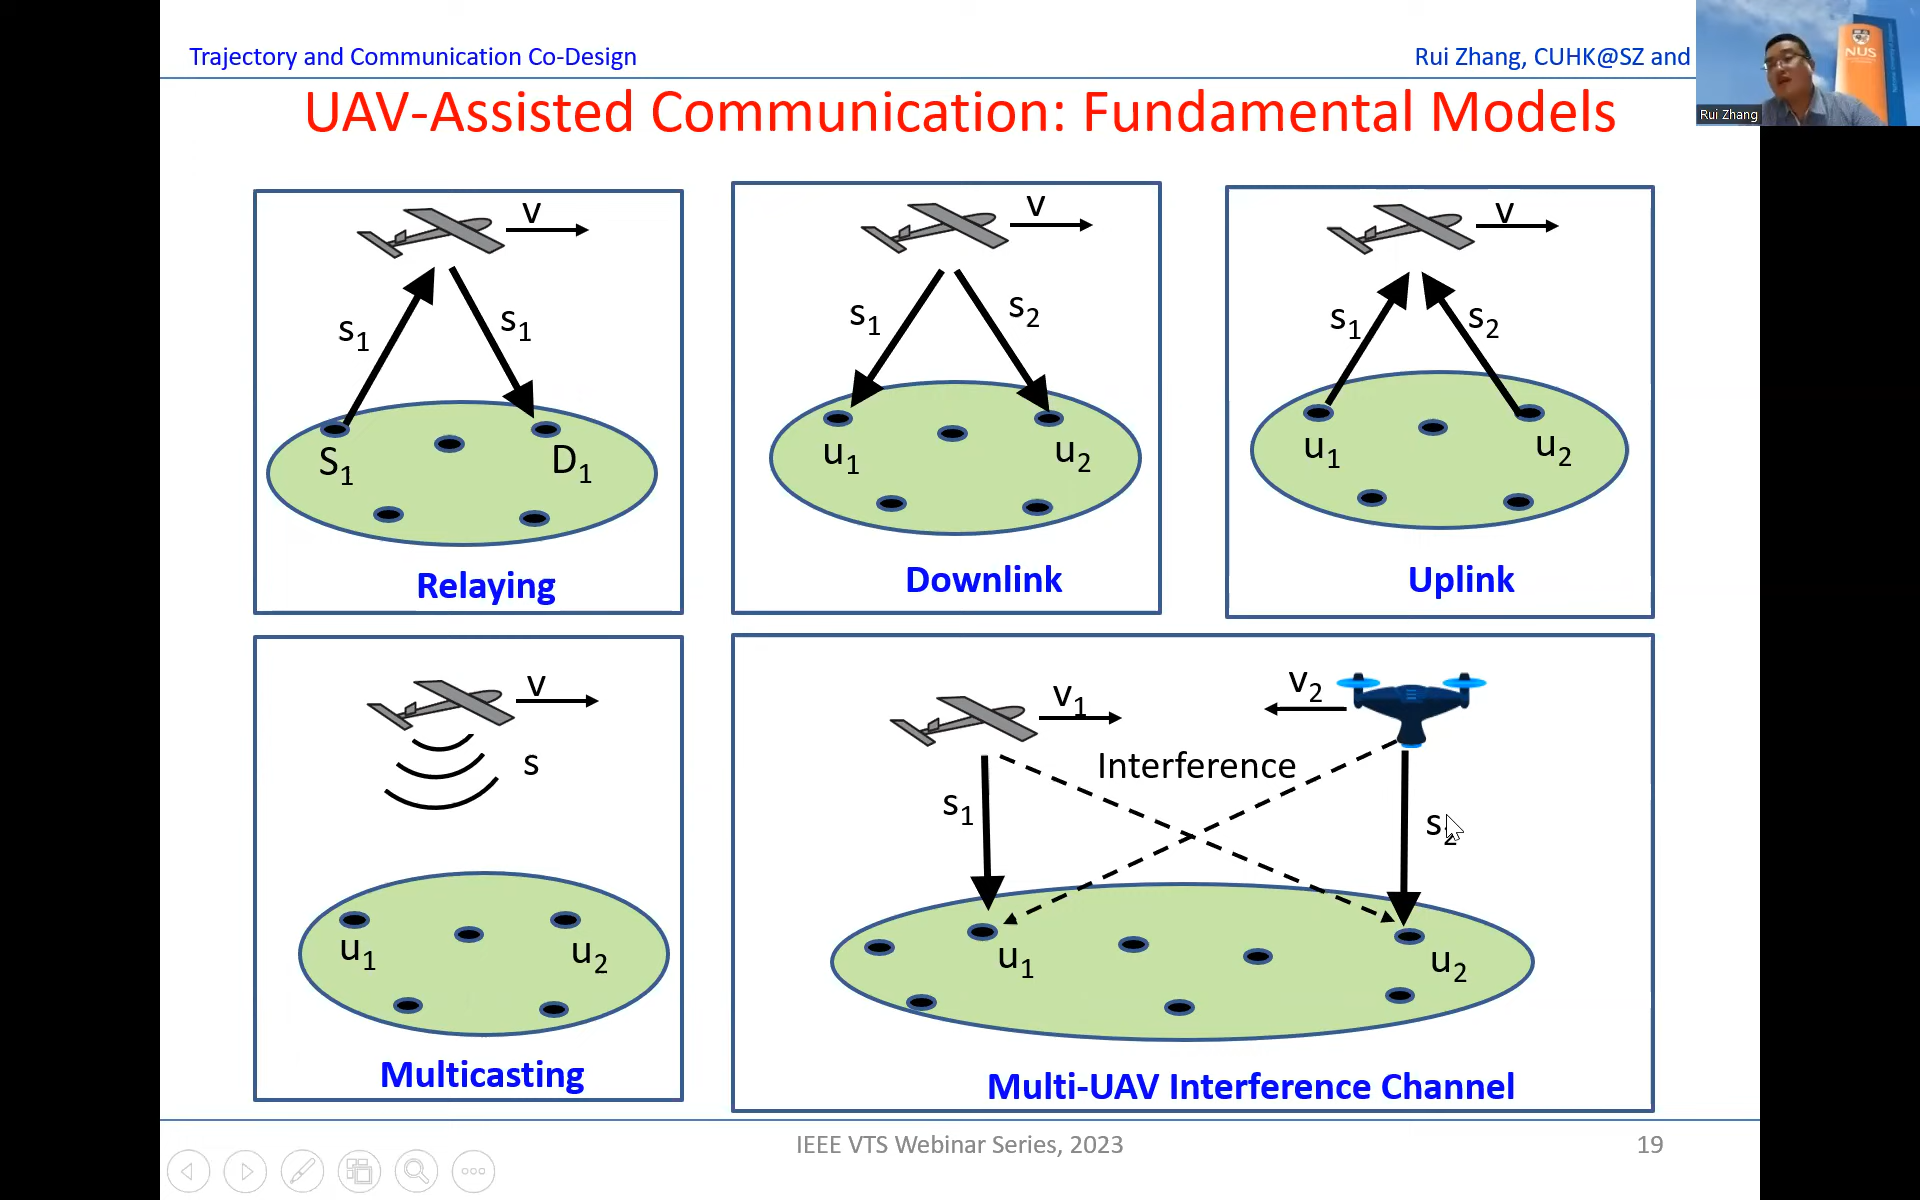 Trajectory and Communication Co-Design
Rui Zhang, CUHK@SZ and
NUS
Rui Zhang
UAV-Assisted Communication: Fundamental Models
v
s1
s1
S1
D1
Relaying
v
s1
s2
u1
u2
Downlink
v
s1
s2
u1
u2
Uplink
v
s
u1
u2
Multicasting
v1
v2
Interference
s1
s2
u1
u2
Multi-UAV Interference Channel
IEEE VTS Webinar Series, 2023
19